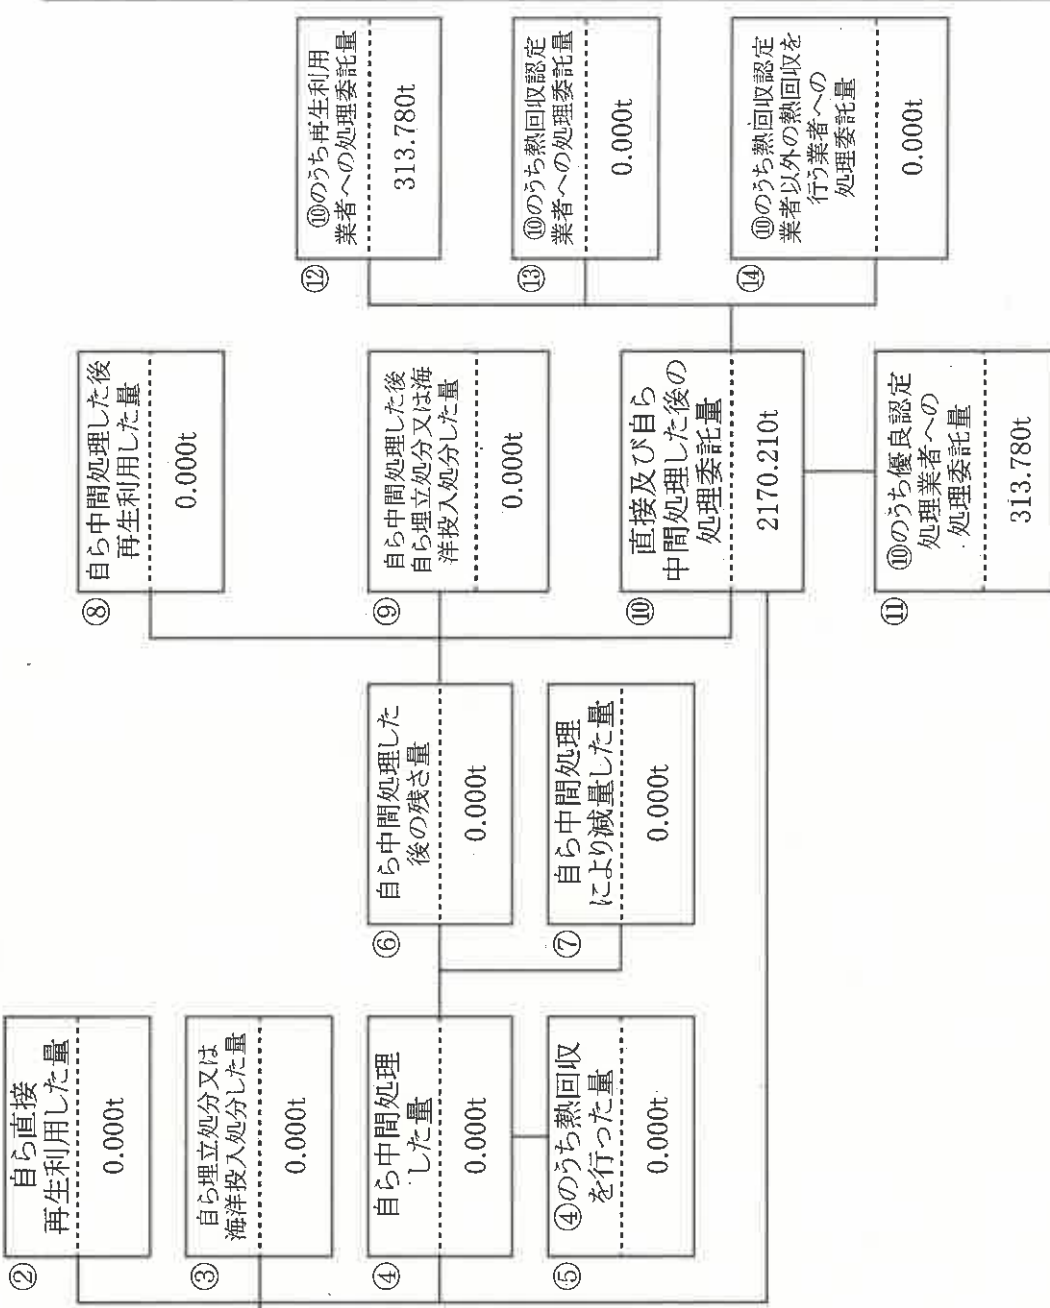 ②
自ら直接
再生利用した量
0.000t
③
自ら埋立処分又は
海洋投入処分した量
0.000t
④
自ら中間処理
した量
0.000t
⑤
④のうち熱回収
を行った量
0.000t
⑥
自ら中間処理した
後の残さ量
0.000t
⑦
自ら中間処理
により減量した量
0.000t
⑧
自ら中間処理した後
再生利用した量
0.000t
⑨
自ら中間処理した後
自ら埋立処分又は海
洋投入処分した量
0.000t
⑩
直接及び自ら
中間処理した後の
処理委託量
2170.210t
⑪
⑩のうち優良認定
処理業者への
処理委託量
313.780t
⑫
⑩のうち再生利用
業者への処理委託量
313.780t
⑬
⑩のうち熱回収認定
業者への処理委託量
0.000t
⑭
⑩のうち熱回収認定
業者以外の熱回収を
行う業者への
処理委託量
0.000t